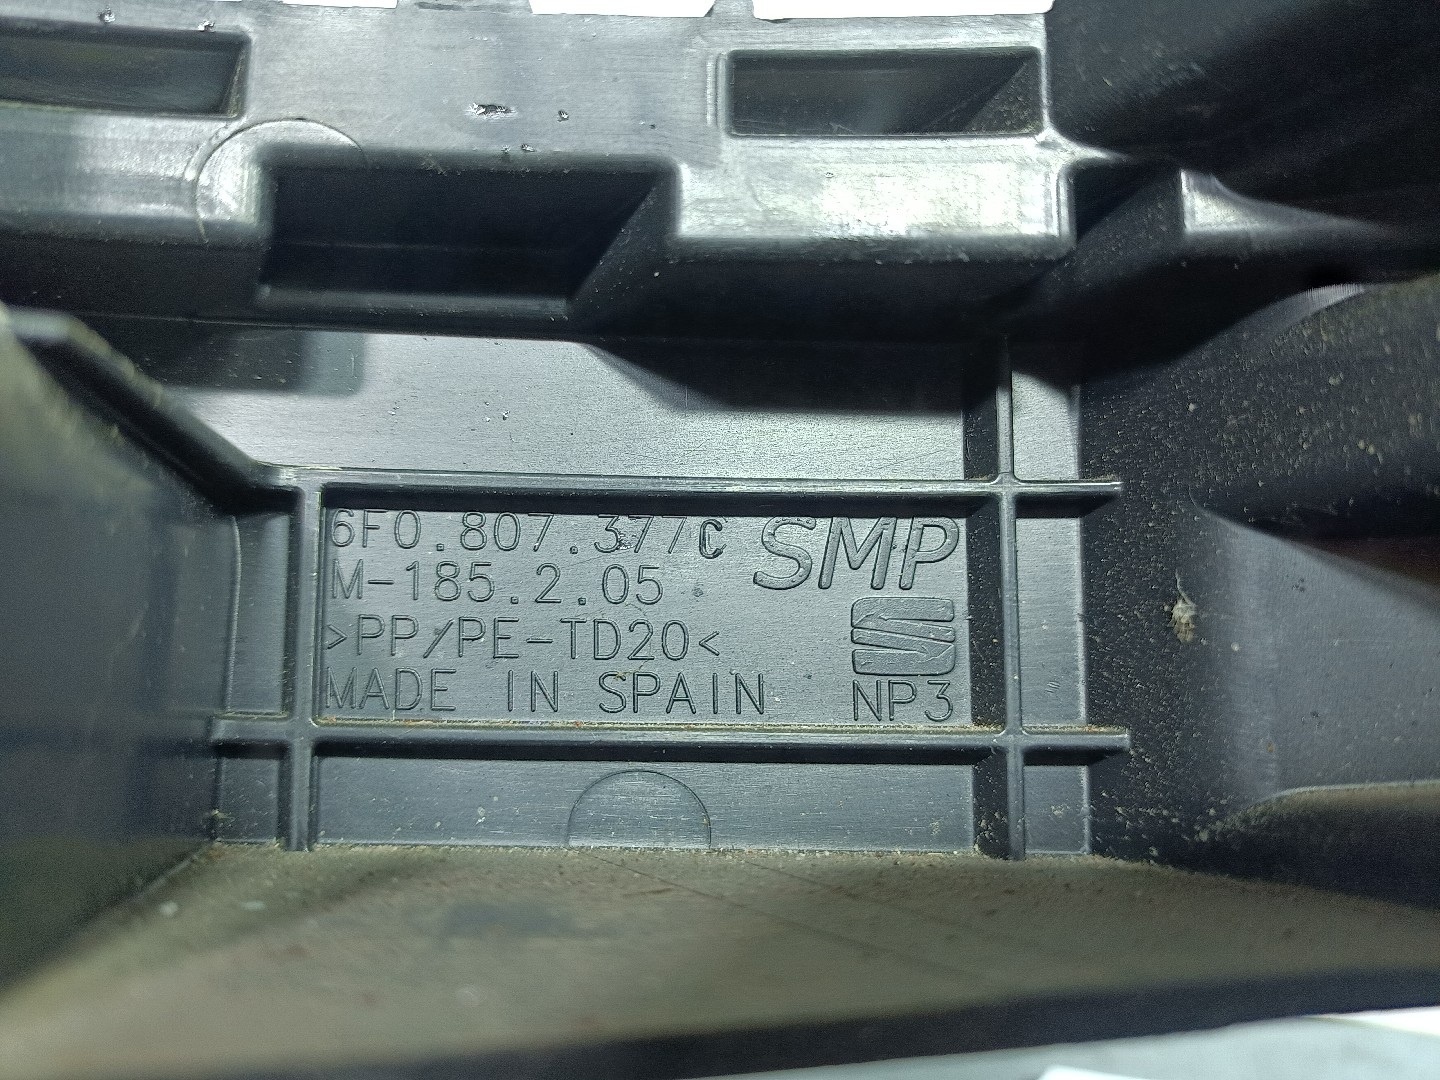 6F0.807.377C SMP
M-185.2.05
>PP/PE-TD20<
MADE IN SPAIN NP3